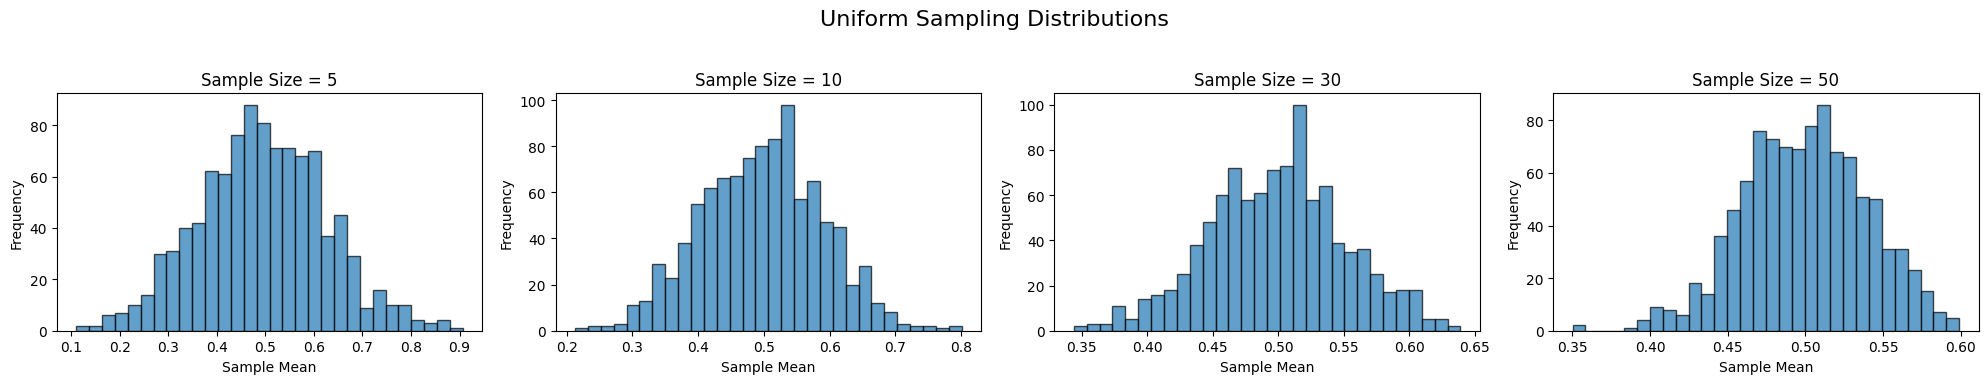 Uniform Sampling Distributions
Sample Size = 5
Frequency
80
60
40
20
0
0.1 0.2 0.3 0.4 0.5 0.6 0.7 0.8 0.9
Sample Mean
Sample Size = 10
Frequency
100
80
60
40
20
0
0.2 0.3 0.4 0.5 0.6 0.7 0.8
Sample Mean
Sample Size = 30
Frequency
100
80
60
40
20
0
0.35 0.40 0.45 0.50 0.55 0.60 0.65
Sample Mean
Sample Size = 50
Frequency
80
60
40
20
0
0.35 0.40 0.45 0.50 0.55 0.60
Sample Mean